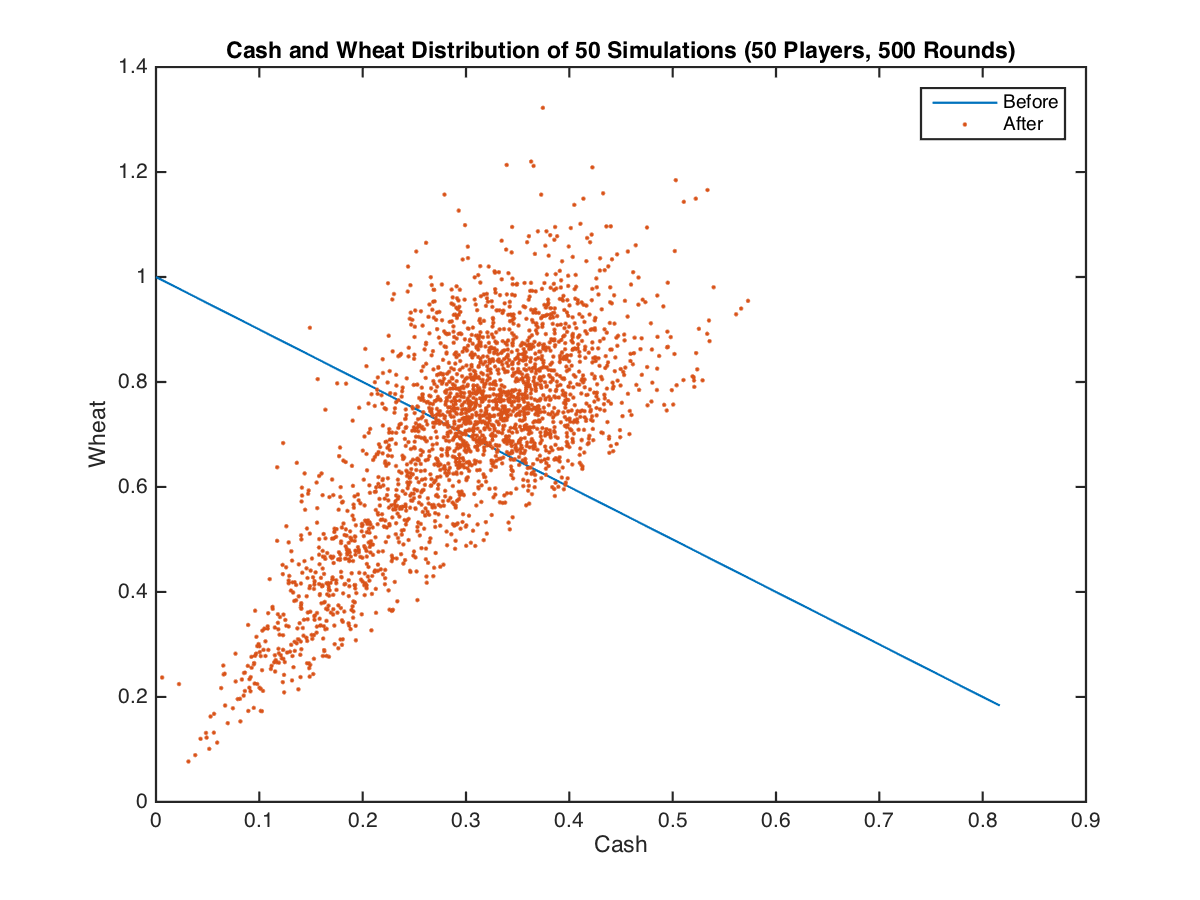 Cash and Wheat Distribution of 50 Simulations (50 Players, 500 Rounds)
1.4
Before
After
1.2
1
0.8
Wheat
0.6
0.4
0.2
0
0 0.1 0.2 0.3 0.4 0.5 0.6 0.7 0.8 0.9
Cash